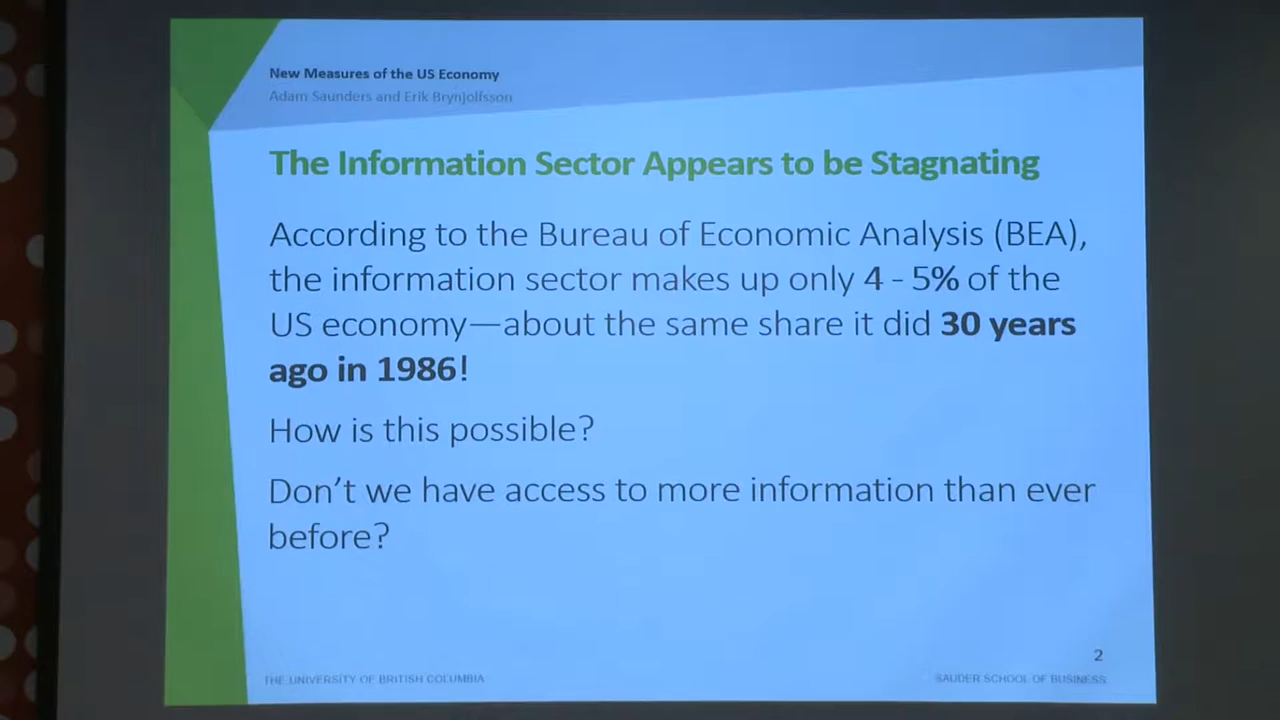 New Measures of the US Economy
Adam Saunders and Erik Brynjolfsson
The Information Sector Appears to be Stagnating
According to the Bureau of Economic Analysis (BEA),
the information sector makes up only 4 - 5% of the
US economy—about the same share it did 30 years
ago in 1986!
How is this possible?
Don't we have access to more information than ever
before?
2
THE UNIVERSITY OF BRITISH COLUMBIA
SAUDER SCHOOL OF BUSINESS